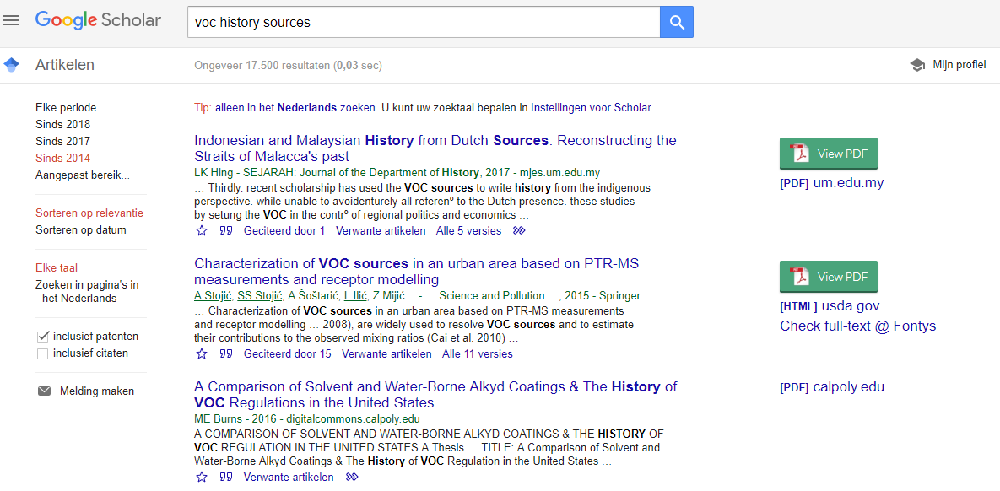 Google Scholar
voc history sources
Artikelen
Ongeveer 17.500 resultaten (0,03 sec)
Mijn profiel
Elke periode
Sinds 2018
Sinds 2017
Sinds 2014
Aangepast bereik...
Sorteren op relevantie
Sorteren op datum
Elke taal
Zoeken in pagina's in
het Nederlands
inclusief patenten
inclusief citaten
Melding maken
Tip: alleen in het Nederlands zoeken. U kunt uw zoektaal bepalen in Instellingen voor Scholar.
Indonesian and Malaysian History from Dutch Sources: Reconstructing the
Straits of Malacca's past
LK Hing - SEJARAH: Journal of the Department of History, 2017 - mjes.um.edu.my
... Thirdly. recent scholarship has used the VOC sources to write history from the indigenous
perspective. while unable to avoidenturely all referenº to the Dutch presence. these studies
by setung the VOC in the contrº of regional politics and economics ...
Geciteerd door 1 Verwante artikelen Alle 5 versies
View PDF
[PDF] um.edu.my
Characterization of VOC sources in an urban area based on PTR-MS
measurements and receptor modelling
A Stojić, SS Stojić, A Šoštarić, L Ilić, Z Mijić… - … Science and Pollution …, 2015 - Springer
... Characterization of VOC sources in an urban area based on PTR-MS measurements
and receptor modelling ... 2008), are widely used to resolve VOC sources and to estimate
their contributions to the observed mixing ratios (Cai et al. 2010) ...
Geciteerd door 15 Verwante artikelen Alle 11 versies
View PDF
[HTML] usda.gov
Check full-text @ Fontys
A Comparison of Solvent and Water-Borne Alkyd Coatings & The History of
VOC Regulations in the United States
ME Burns - 2016 - digitalcommons.calpoly.edu
A COMPARISON OF SOLVENT AND WATER-BORNE ALKYD COATINGS & THE HISTORY OF
VOC REGULATION IN THE UNITED STATES A Thesis ... TITLE: A Comparison of Solvent and
Water-Borne Alkyd Coatings & The History of VOC Regulation in the United States ...
Verwante artikelen
[PDF] calpoly.edu